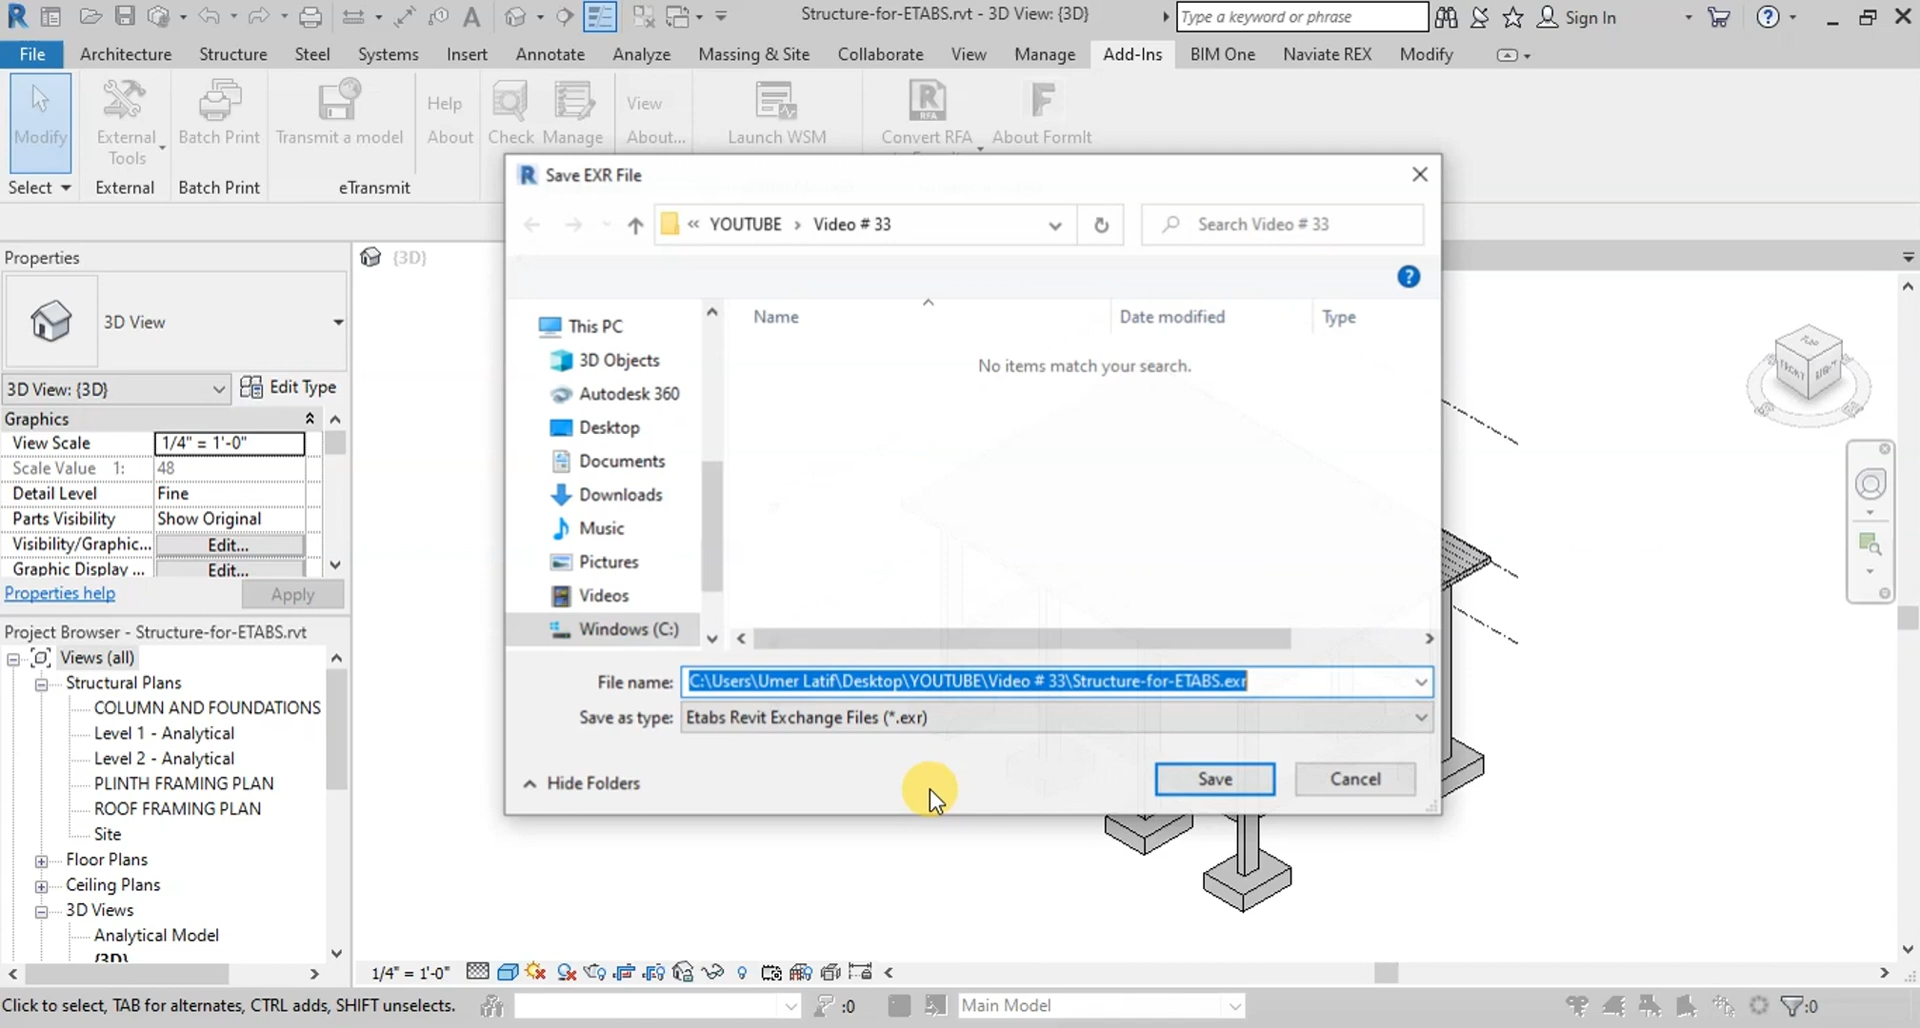 Structure-for-ETABS.rvt - 3D View: {3D}
Type a keyword or phrase
Sign In
File Architecture Structure Steel Systems Insert Annotate Analyze Massing & Site Collaborate View Manage Add-Ins BIM One Naviate REX Modify
Modify
External
Tools
Batch Print
Transmit a model
Help
About
Check
Manage
View
About...
Launch WSM
Convert RFA
About FormIt
Select
External
Batch Print
eTransmit
Save EXR File
« YOUTUBE › Video # 33
Search Video # 33
Name
Date modified
Type
No items match your search.
This PC
3D Objects
Autodesk 360
Desktop
Documents
Downloads
Music
Pictures
Videos
Windows (C:)
File name: C:\Users\Umer Latif\Desktop\YOUTUBE\Video # 33\Structure-for-ETABS.exr
Save as type: Etabs Revit Exchange Files (*.exr)
Hide Folders
Save
Cancel
Properties
{3D}
3D View
3D View: {3D}
Edit Type
Graphics
View Scale 1/4" = 1'-0"
Scale Value 1: 48
Detail Level Fine
Parts Visibility Show Original
Visibility/Graphic... Edit...
Graphic Display ... Edit...
Properties help
Apply
Project Browser - Structure-for-ETABS.rvt
Views (all)
Structural Plans
COLUMN AND FOUNDATIONS
Level 1 - Analytical
Level 2 - Analytical
PLINTH FRAMING PLAN
ROOF FRAMING PLAN
Site
Floor Plans
Ceiling Plans
3D Views
Analytical Model
{3D}
TOP
FRONT
RIGHT
1/4" = 1'-0"
Click to select, TAB for alternates, CTRL adds, SHIFT unselects.
:0
Main Model
:0